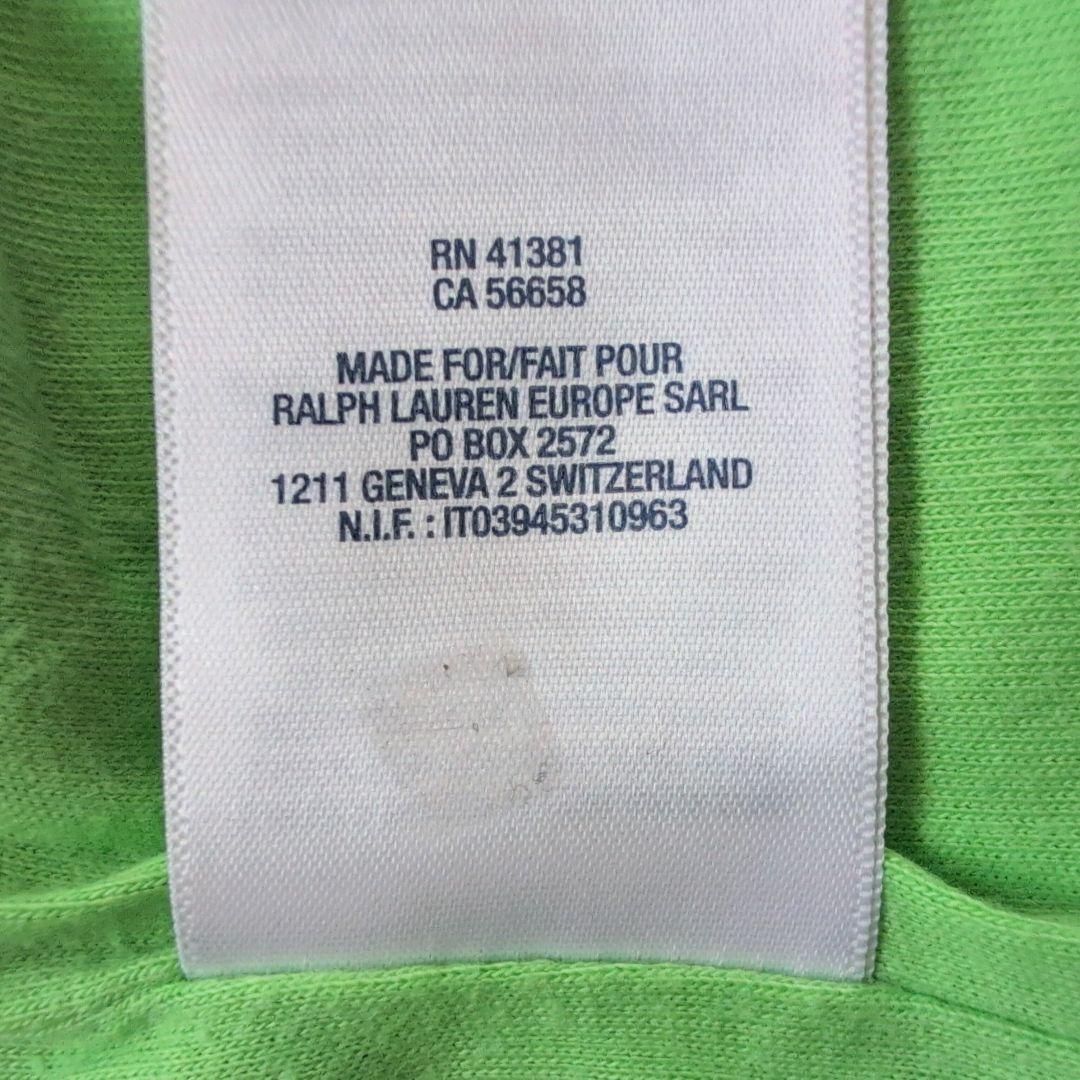 RN 41381
CA 56658
MADE FOR/FAIT POUR
RALPH LAUREN EUROPE SARL
PO BOX 2572
1211 GENEVA 2 SWITZERLAND
N.I.F. : IT03945310963